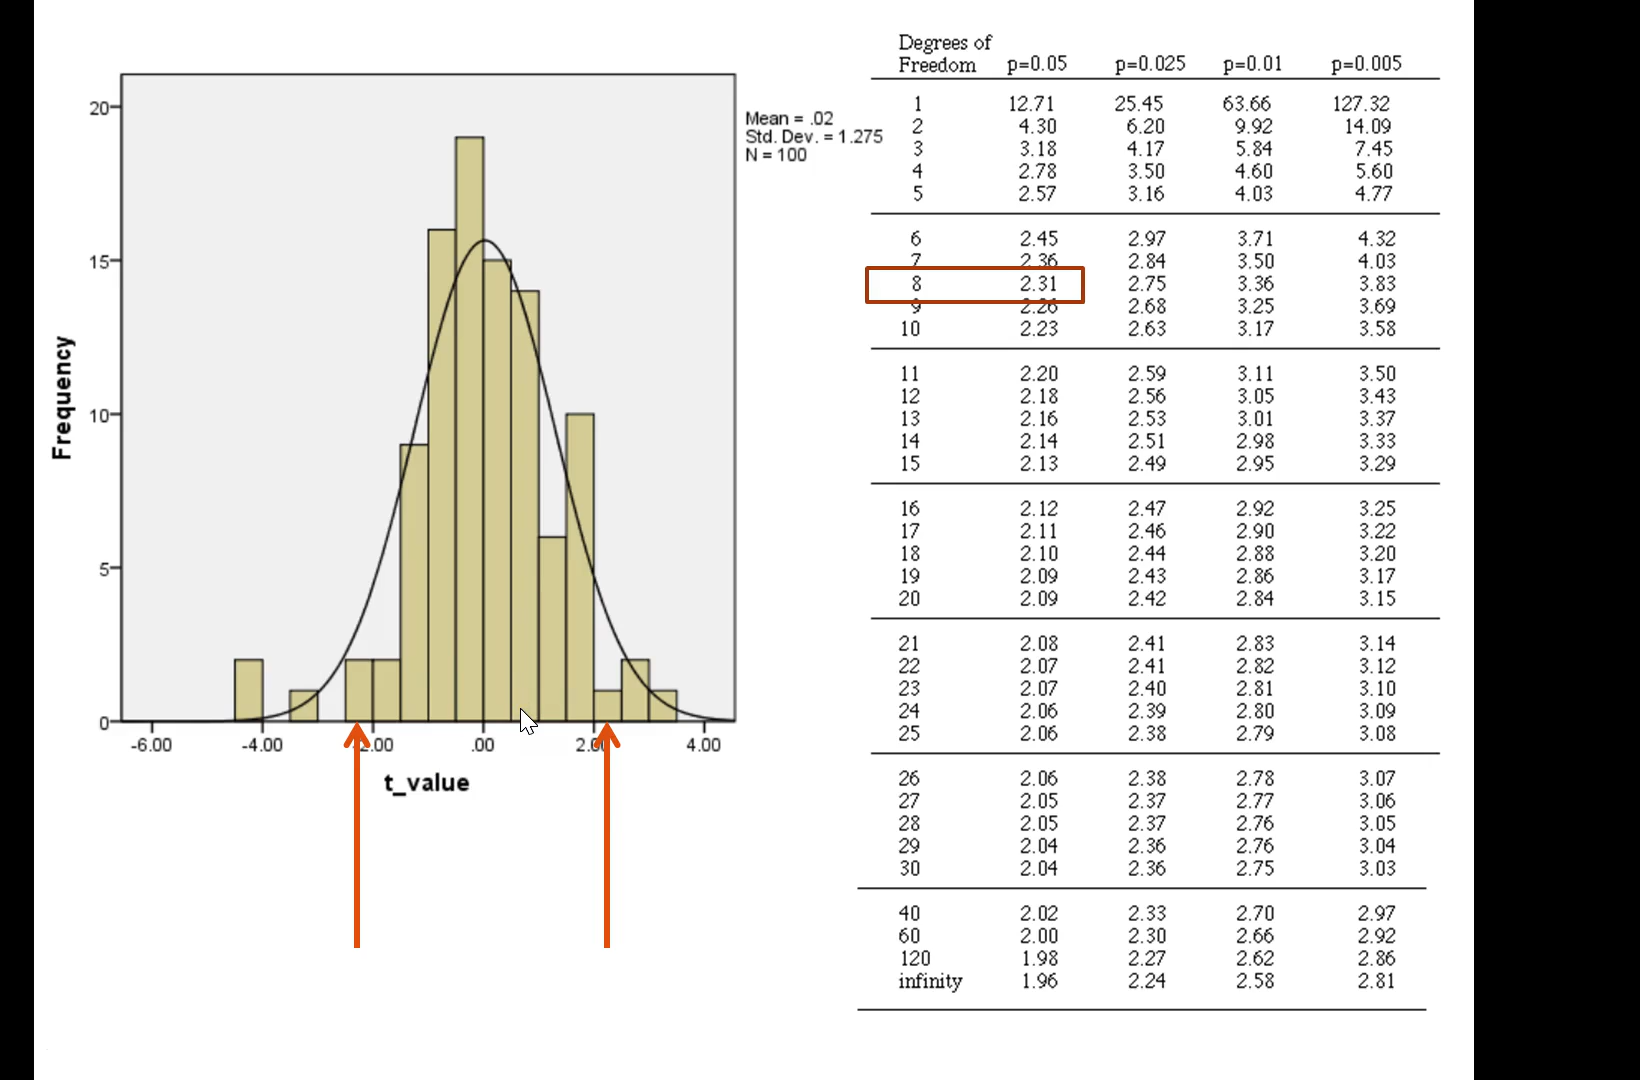 Frequency
20
15
10
5
0
-6.00 -4.00 2.00 .00 2.0 4.00
t_value
Mean = .02
Std. Dev. = 1.275
N = 100
Degrees of
Freedom p=0.05 p=0.025 p=0.01 p=0.005
1 12.71 25.45 63.66 127.32
2 4.30 6.20 9.92 14.09
3 3.18 4.17 5.84 7.45
4 2.78 3.50 4.60 5.60
5 2.57 3.16 4.03 4.77
6 2.45 2.97 3.71 4.32
7 2.36 2.84 3.50 4.03
8 2.31 2.75 3.36 3.83
9 2.26 2.68 3.25 3.69
10 2.23 2.63 3.17 3.58
11 2.20 2.59 3.11 3.50
12 2.18 2.56 3.05 3.43
13 2.16 2.53 3.01 3.37
14 2.14 2.51 2.98 3.33
15 2.13 2.49 2.95 3.29
16 2.12 2.47 2.92 3.25
17 2.11 2.46 2.90 3.22
18 2.10 2.44 2.88 3.20
19 2.09 2.43 2.86 3.17
20 2.09 2.42 2.84 3.15
21 2.08 2.41 2.83 3.14
22 2.07 2.41 2.82 3.12
23 2.07 2.40 2.81 3.10
24 2.06 2.39 2.80 3.09
25 2.06 2.38 2.79 3.08
26 2.06 2.38 2.78 3.07
27 2.05 2.37 2.77 3.06
28 2.05 2.37 2.76 3.05
29 2.04 2.36 2.76 3.04
30 2.04 2.36 2.75 3.03
40 2.02 2.33 2.70 2.97
60 2.00 2.30 2.66 2.92
120 1.98 2.27 2.62 2.86
infinity 1.96 2.24 2.58 2.81